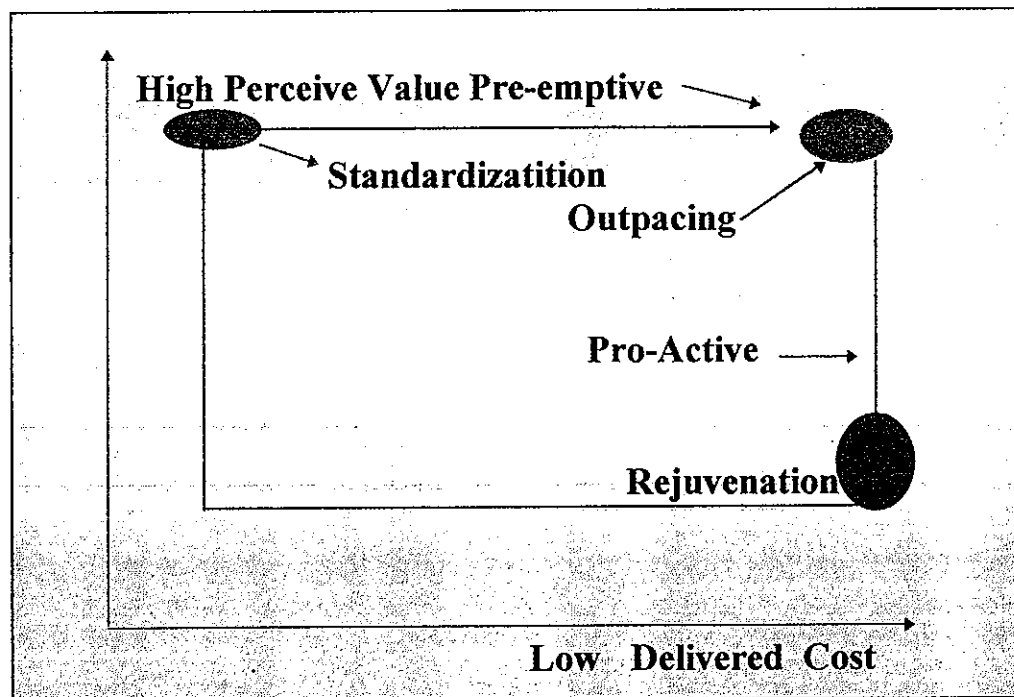 High Perceive Value Pre-emptive
Standardizatition
Outpacing
Pro-Active
Rejuvenation
Low Delivered Cost